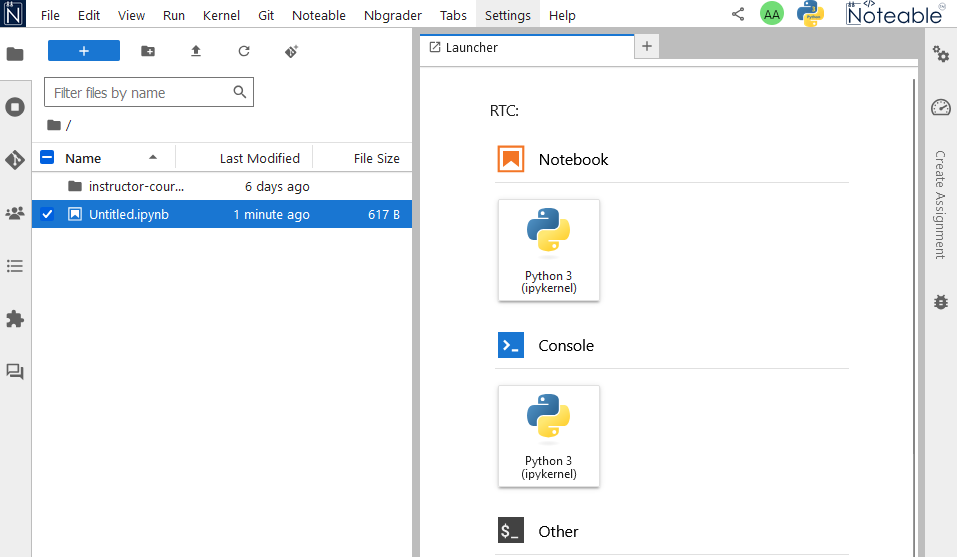 N File Edit View Run Kernel Git Noteable Nbgrader Tabs Settings Help AA Python Noteable™
+
Launcher +
Filter files by name
/
Name Last Modified File Size
instructor-cour... 6 days ago
Untitled.ipynb 1 minute ago 617 B
RTC:
Notebook
Python 3
(ipykernel)
Console
Python 3
(ipykernel)
$_ Other
Create Assignment